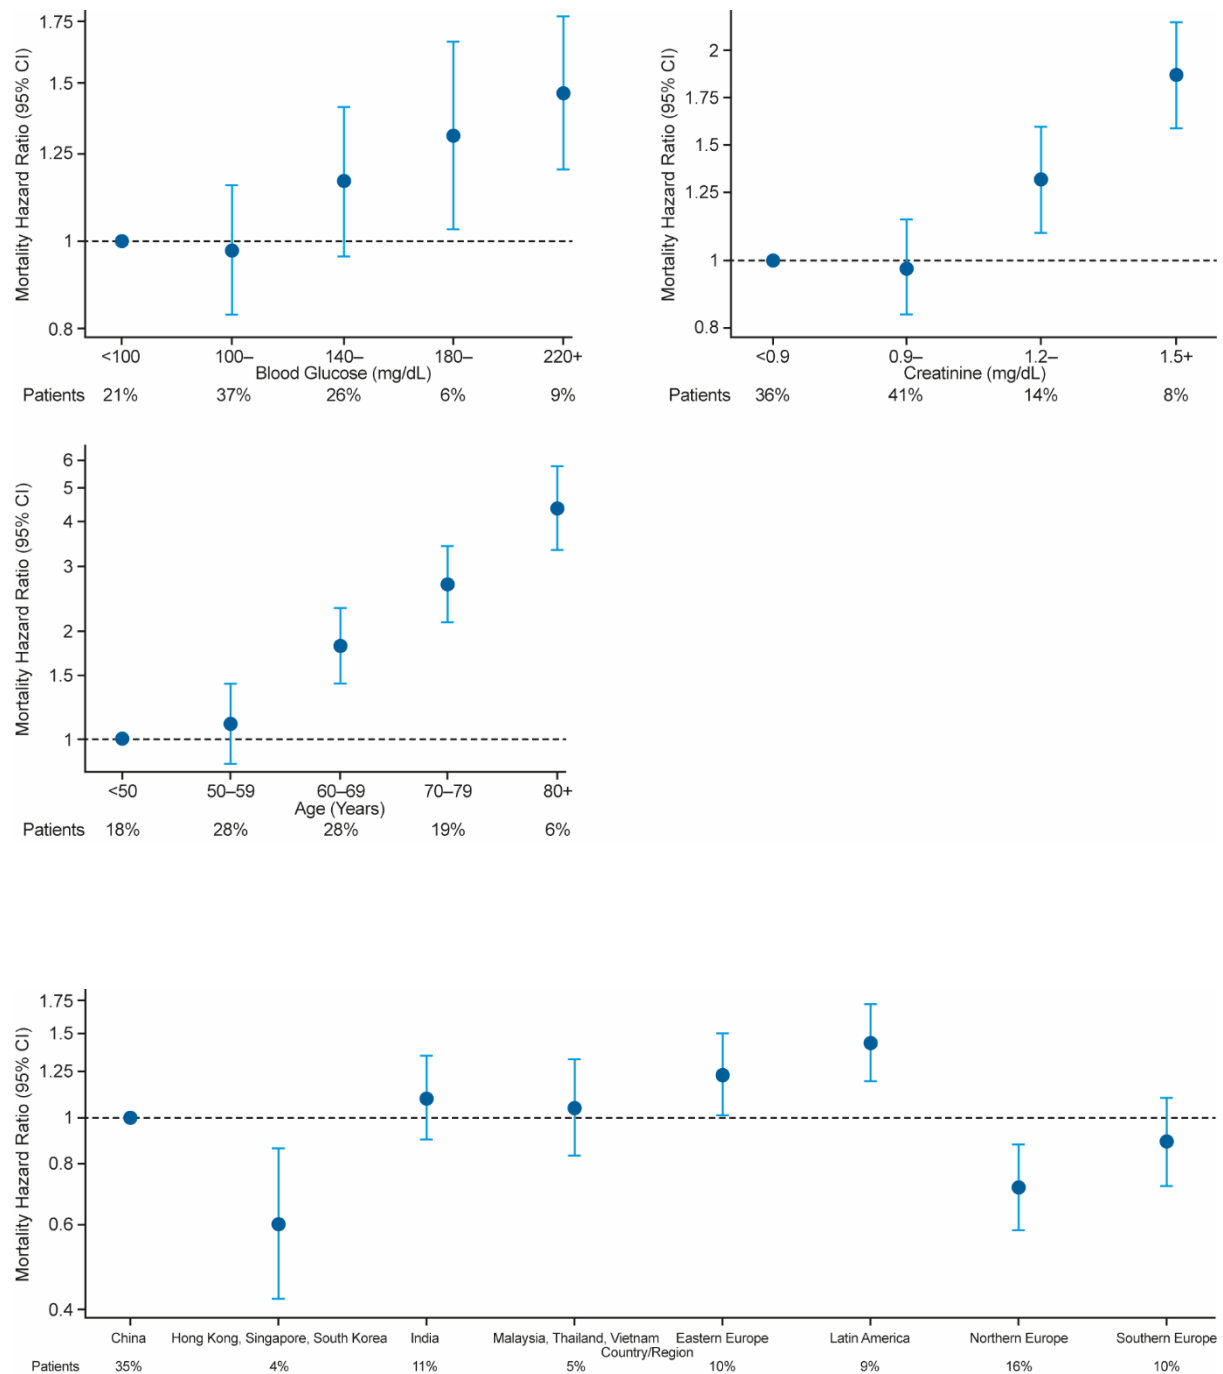 Mortality Hazard Ratio (95% CI)
1.75
1.5
1.25
1
0.8
<100 100– 140– 180– 220+
Blood Glucose (mg/dL)
Patients 21% 37% 26% 6% 9%
Mortality Hazard Ratio (95% CI)
2
1.75
1.5
1.25
1
0.8
<0.9 0.9– 1.2– 1.5+
Creatinine (mg/dL)
Patients 36% 41% 14% 8%
Mortality Hazard Ratio (95% CI)
6
5
4
3
2
1.5
1
<50 50–59 60–69 70–79 80+
Age (Years)
Patients 18% 28% 28% 19% 6%
Mortality Hazard Ratio (95% CI)
1.75
1.5
1.25
1
0.8
0.6
0.4
China Hong Kong, Singapore, South Korea India Malaysia, Thailand, Vietnam Eastern Europe Latin America Northern Europe Southern Europe
Country/Region
Patients 35% 4% 11% 5% 10% 9% 16% 10%